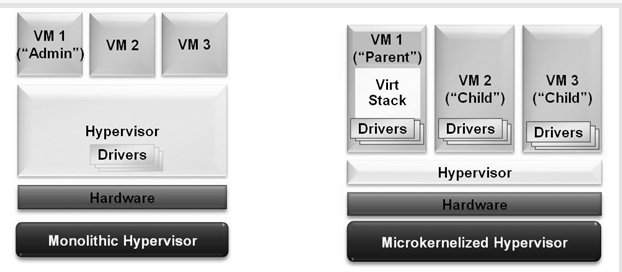 VM 1
("Admin")
VM 2
VM 3
Hypervisor
Drivers
Hardware
Monolithic Hypervisor
VM 1
("Parent")
Virt
Stack
Drivers
VM 2
("Child")
Drivers
VM 3
("Child")
Drivers
Hypervisor
Hardware
Microkernelized Hypervisor